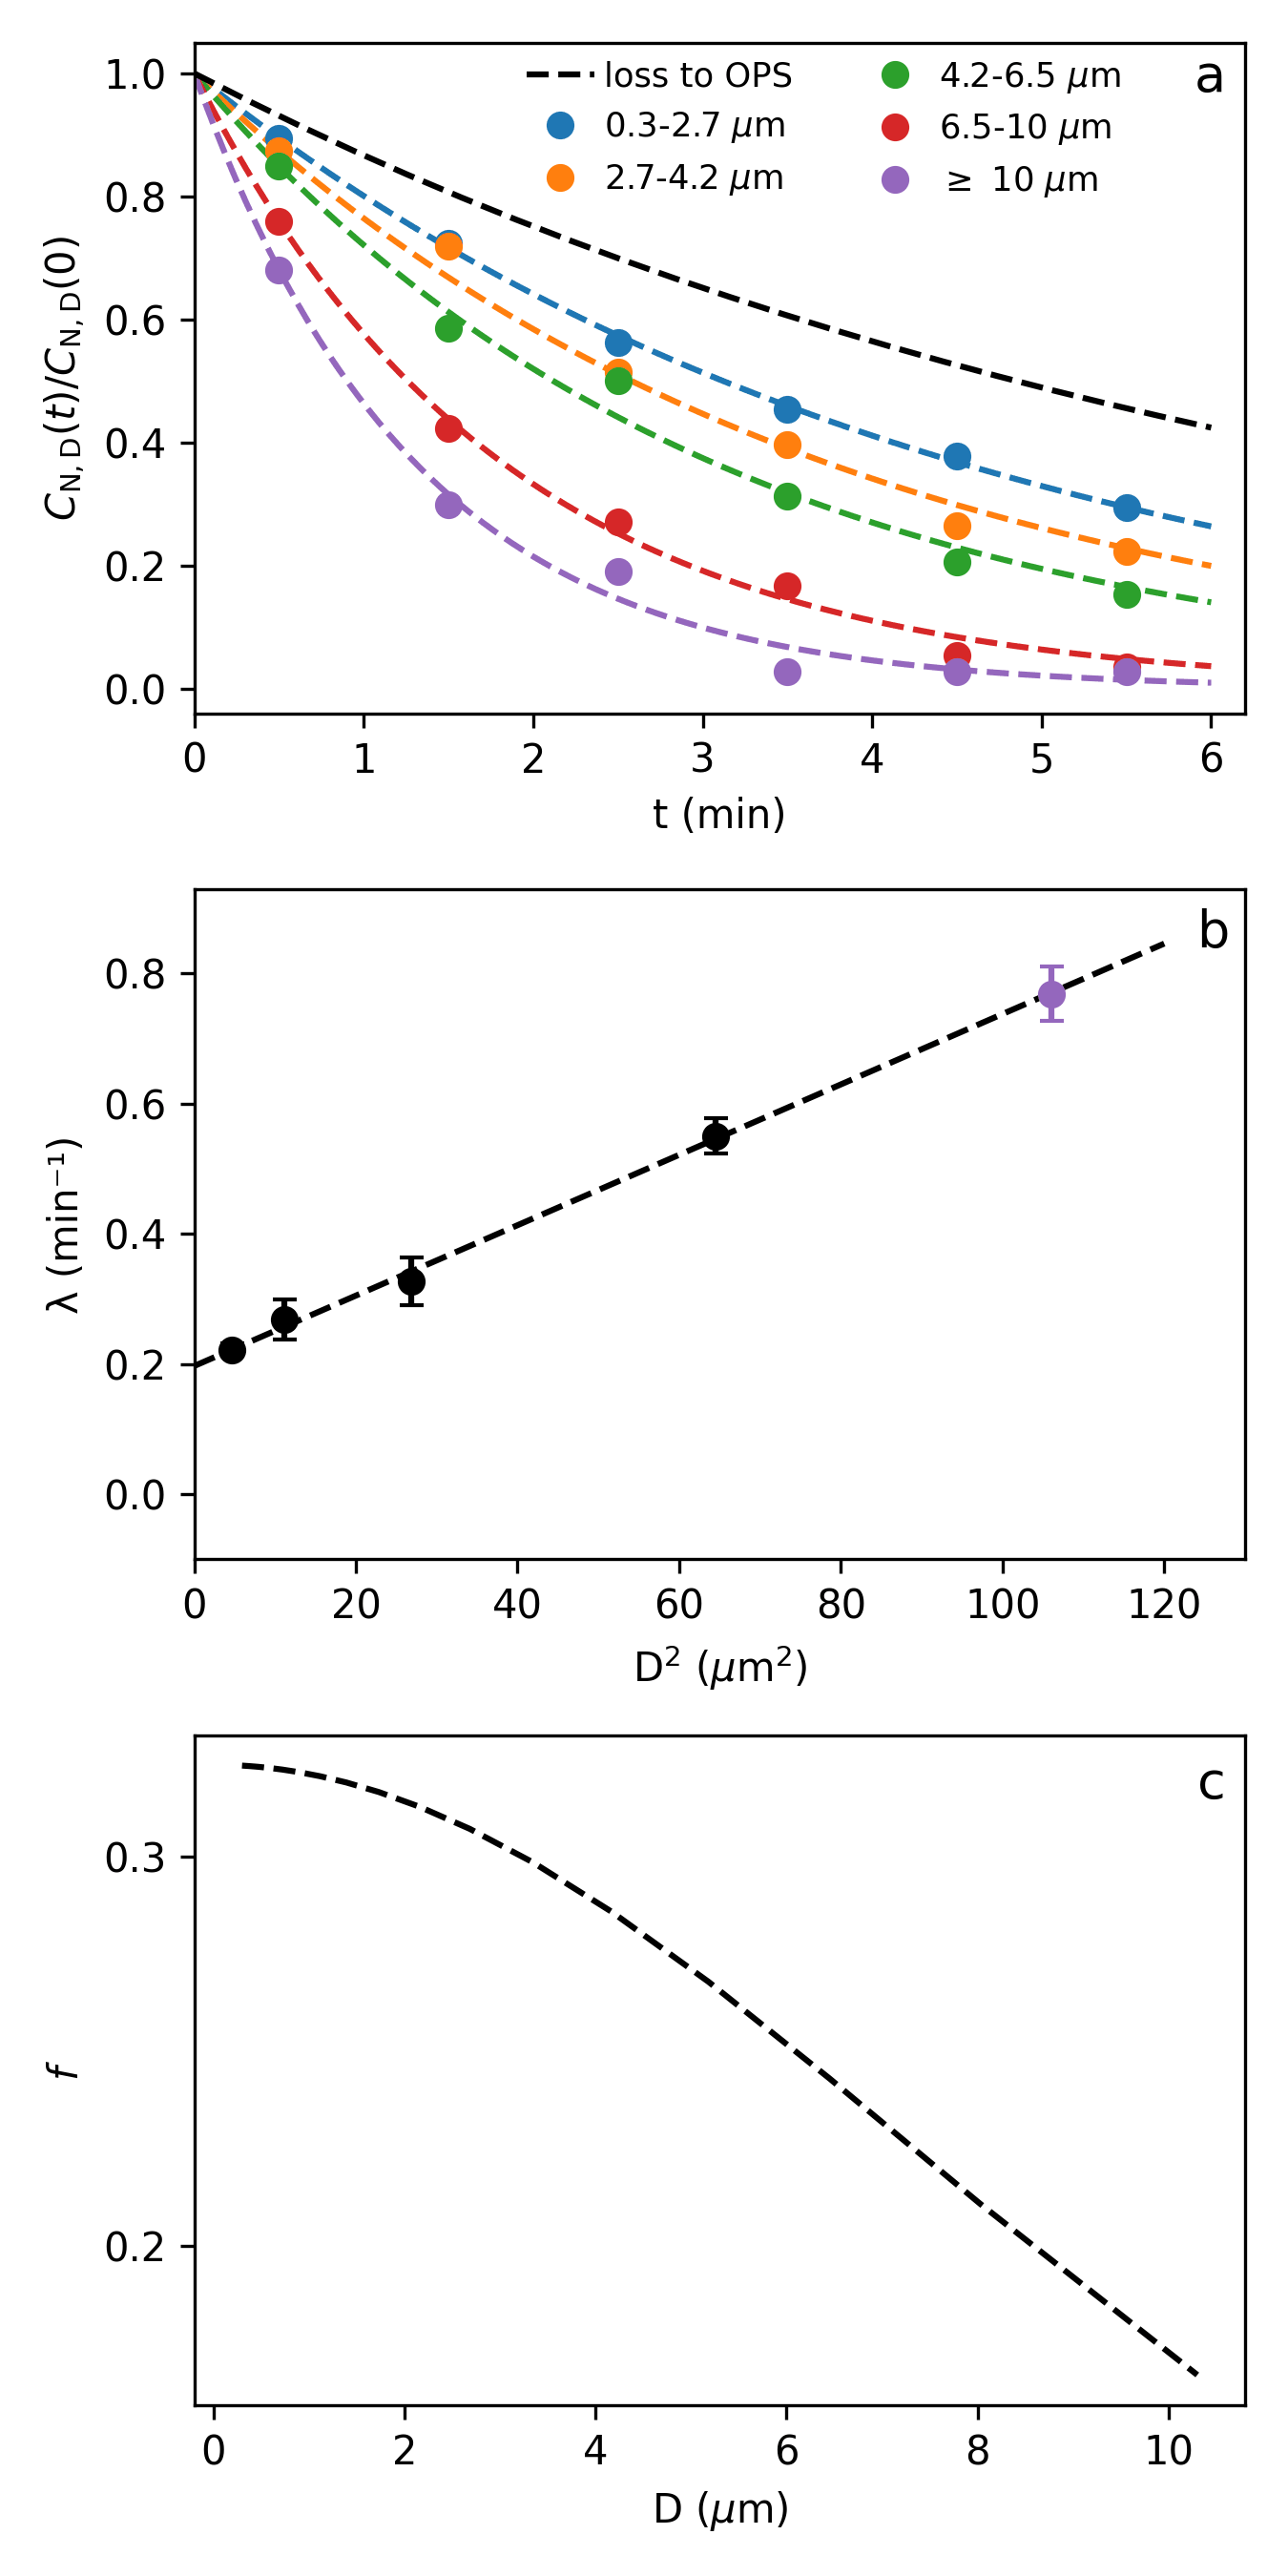 1.0
0.8
0.6
0.4
0.2
0.0
C_N,D(t)/C_N,D(0)
loss to OPS
0.3-2.7 μm
2.7-4.2 μm
4.2-6.5 μm
6.5-10 μm
≥ 10 μm
a
0 1 2 3 4 5 6
t (min)
0.8
0.6
0.4
0.2
0.0
λ (min⁻¹)
b
0 20 40 60 80 100 120
D² (μm²)
0.3
0.2
f
c
0 2 4 6 8 10
D (μm)